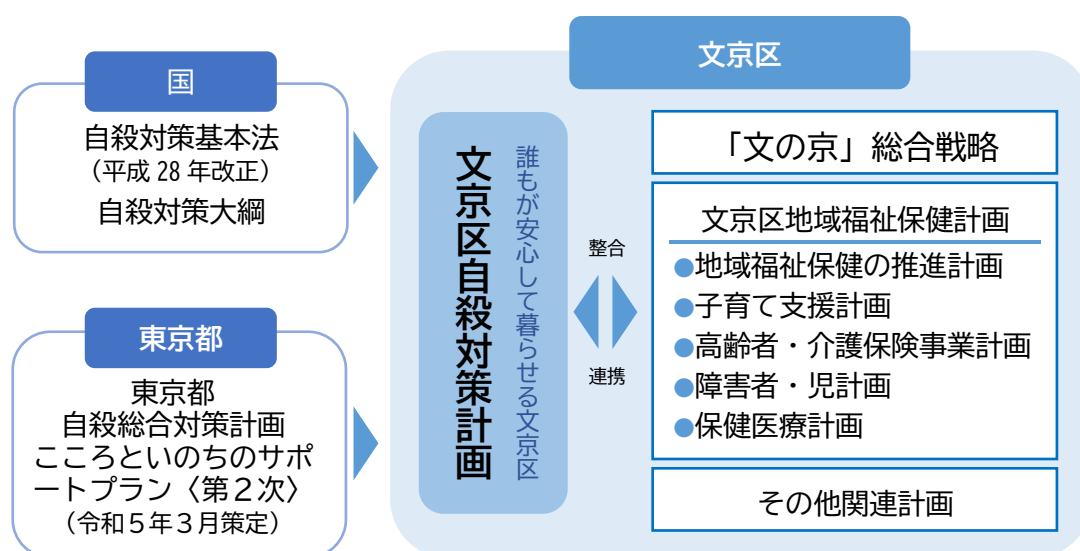 国
自殺対策基本法
（平成 28 年改正）
自殺対策大綱
東京都
東京都
自殺総合対策計画
こころといのちのサポ
ートプラン〈第２次〉
（令和５年３月策定）
文京区
誰もが安心して暮らせる文京区
文京区自殺対策計画
整合
連携
「文の京」総合戦略
文京区地域福祉保健計画
●地域福祉保健の推進計画
●子育て支援計画
●高齢者・介護保険事業計画
●障害者・児計画
●保健医療計画
その他関連計画